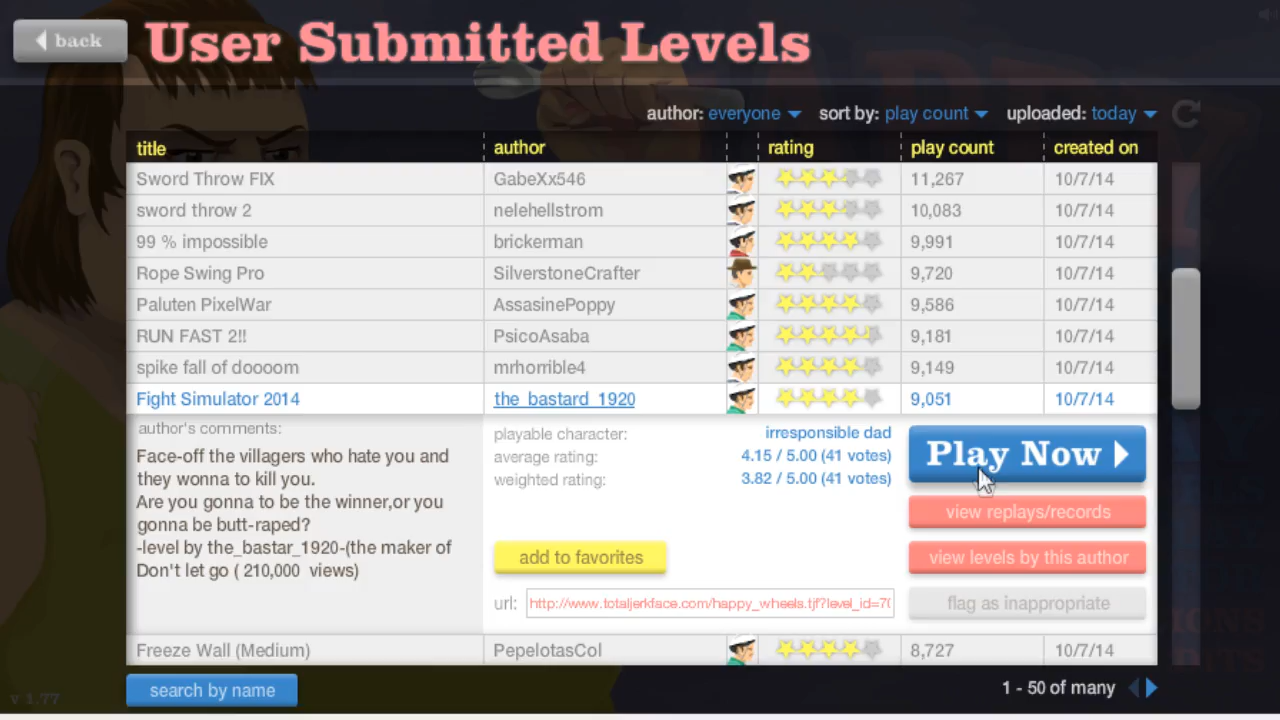 back
User Submitted Levels
author: everyone sort by: play count uploaded: today
title author rating play count created on
Sword Throw FIX GabeXx546 11,267 10/7/14
sword throw 2 nelehellstrom 10,083 10/7/14
99 % impossible brickerman 9,991 10/7/14
Rope Swing Pro SilverstoneCrafter 9,720 10/7/14
Paluten PixelWar AssasinePoppy 9,586 10/7/14
RUN FAST 2!! PsicoAsaba 9,181 10/7/14
spike fall of doooom mrhorrible4 9,149 10/7/14
Fight Simulator 2014 the_bastard_1920 9,051 10/7/14
author's comments:
Face-off the villagers who hate you and
they wonna to kill you.
Are you gonna to be the winner,or you
gonna be butt-raped?
-level by the_bastar_1920-(the maker of
Don't let go ( 210,000 views)
playable character: irresponsible dad
average rating: 4.15 / 5.00 (41 votes)
weighted rating: 3.82 / 5.00 (41 votes)
add to favorites
url: http://www.totaljerkface.com/happy_wheels.tjf?level_id=7(
Play Now
view replays/records
view levels by this author
flag as inappropriate
Freeze Wall (Medium) PepelotasCol 8,727 10/7/14
search by name
1 - 50 of many
v 1.77